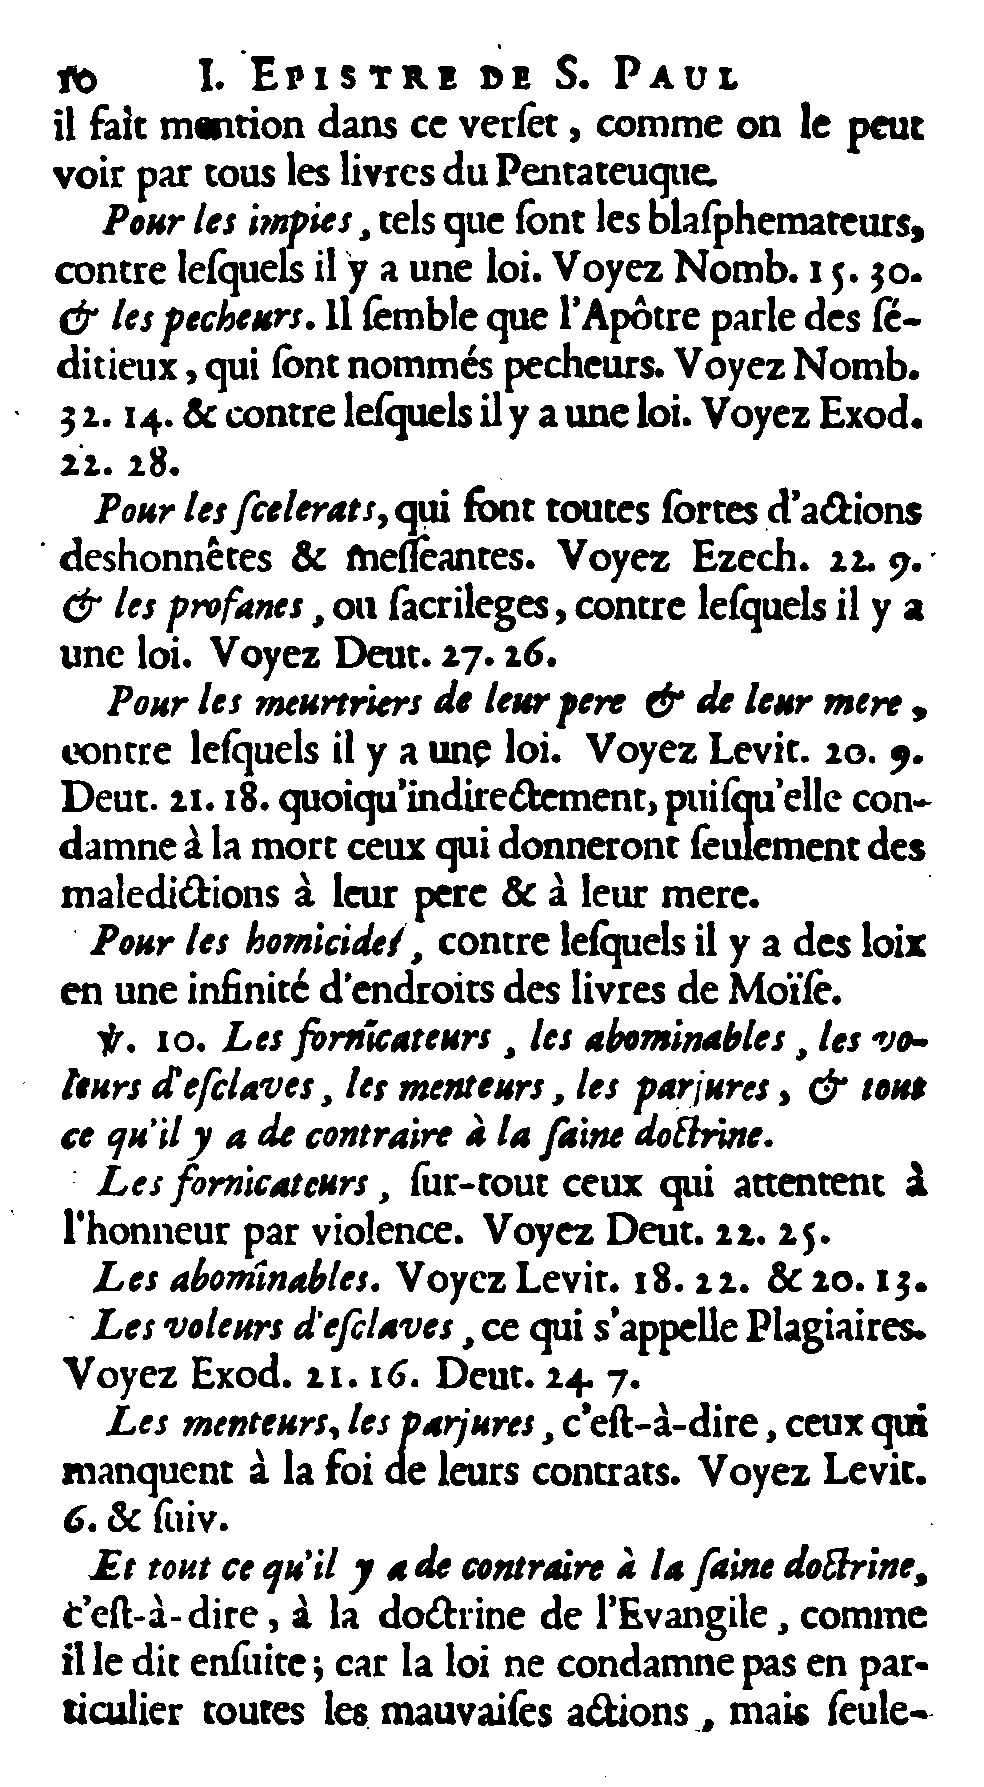 10 I. EPISTRE DE S. PAUL
il fait mention dans ce verſet, comme on le peut
voir par tous les livres du Pentateuque.
Pour les impies, tels que ſont les blaſphemateurs,
contre leſquels il y a une loi. Voyez Nomb. 15. 30.
& les pecheurs. Il ſemble que l'Apôtre parle des ſé-
ditieux, qui ſont nommés pecheurs. Voyez Nomb.
32. 14. & contre leſquels il y a une loi. Voyez Exod.
22. 28.
Pour les ſcelerats, qui font toutes ſortes d'actions
deshonnêtes & meſſeantes. Voyez Ezech. 22. 9.
& les profanes, ou ſacrileges, contre leſquels il y a
une loi. Voyez Deut. 27. 26.
Pour les meurtriers de leur pere & de leur mere,
contre leſquels il y a une loi. Voyez Levit. 20. 9.
Deut. 21. 18. quoiqu'indirectement, puiſqu'elle con-
damne à la mort ceux qui donneront ſeulement des
maledictions à leur pere & à leur mere.
Pour les homicides, contre leſquels il y a des loix
en une infinité d'endroits des livres de Moïſe.
℣. 10. Les fornicateurs, les abominables, les vo-
leurs d'eſclaves, les menteurs, les parjures, & tout
ce qu'il y a de contraire à la ſaine doctrine.
Les fornicateurs, ſur-tout ceux qui attentent à
l'honneur par violence. Voyez Deut. 22. 25.
Les abominables. Voyez Levit. 18. 22. & 20. 13.
Les voleurs d'eſclaves, ce qui s'appelle Plagiaires.
Voyez Exod. 21. 16. Deut. 24. 7.
Les menteurs, les parjures, c'eſt-à-dire, ceux qui
manquent à la foi de leurs contrats. Voyez Levit.
6. & ſuiv.
Et tout ce qu'il y a de contraire à la ſaine doctrine,
c'eſt-à-dire, à la doctrine de l'Evangile, comme
il le dit enſuite; car la loi ne condamne pas en par-
ticulier toutes les mauvaiſes actions, mais ſeule-